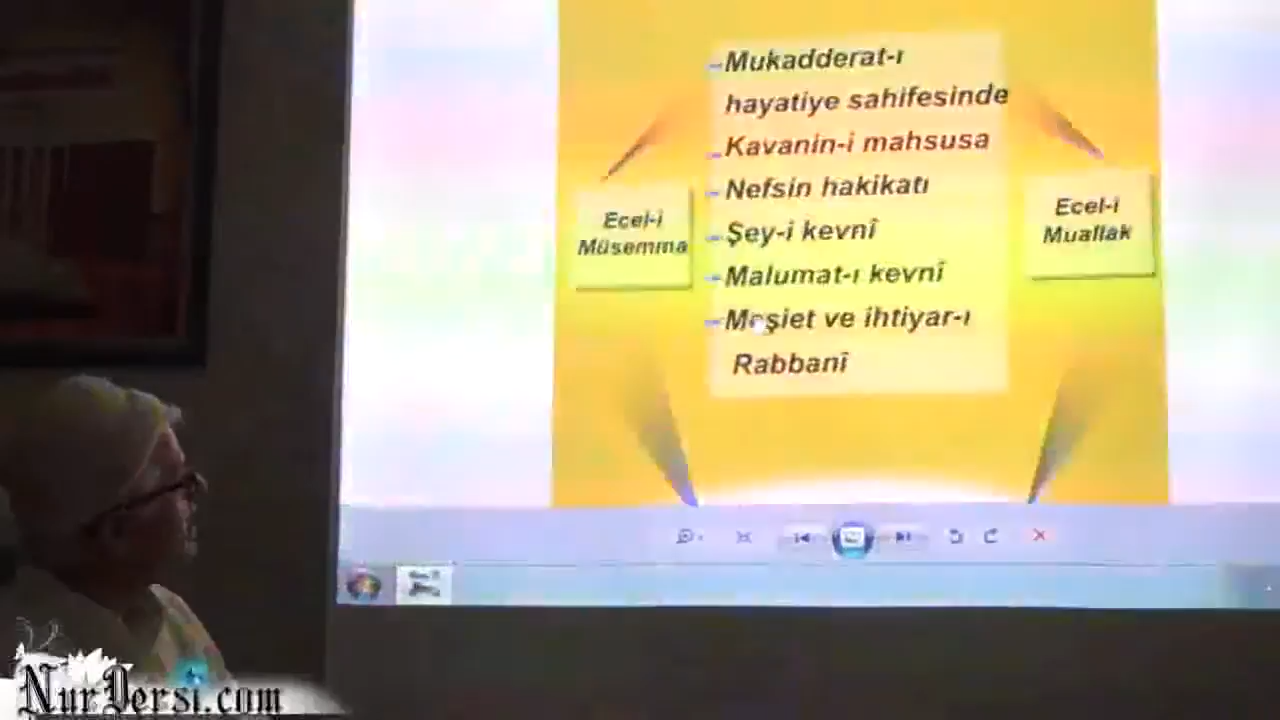 –Mukadderat-ı
hayatiye sahifesinde
–Kavanin-i mahsusa
–Nefsin hakikatı
–Şey-i kevnî
–Malumat-ı kevnî
–Meşiet ve ihtiyar-ı
Rabbanî
Ecel-i
Müsemma
Ecel-i
Muallak
NurDersi.com